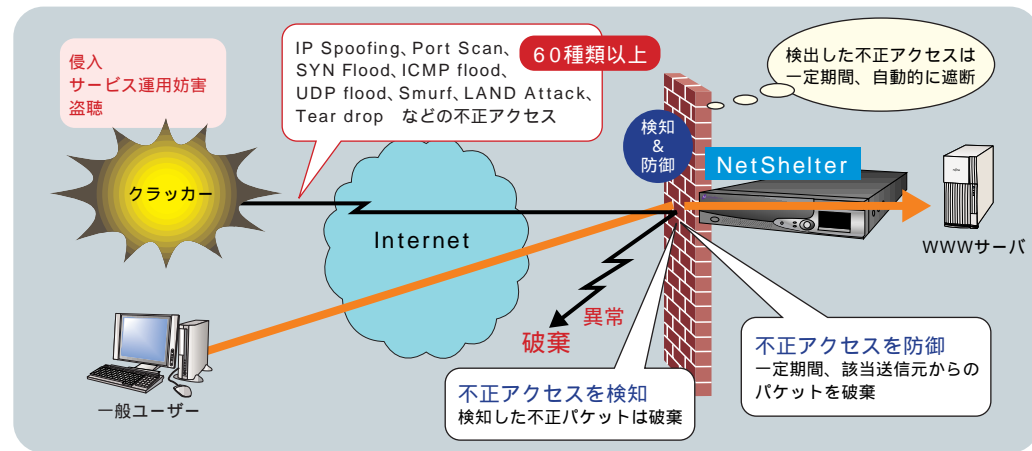 侵入
サービス運用妨害
盗聴
IP Spoofing、Port Scan、
SYN Flood、ICMP flood、
UDP flood、Smurf、LAND Attack、
Tear drop などの不正アクセス
60種類以上
検出した不正アクセスは
一定期間、自動的に遮断
検知
&
防御
NetShelter
クラッカー
Internet
WWWサーバ
異常
破棄
一般ユーザー
不正アクセスを検知
検知した不正パケットは破棄
不正アクセスを防御
一定期間、該当送信元からの
パケットを破棄